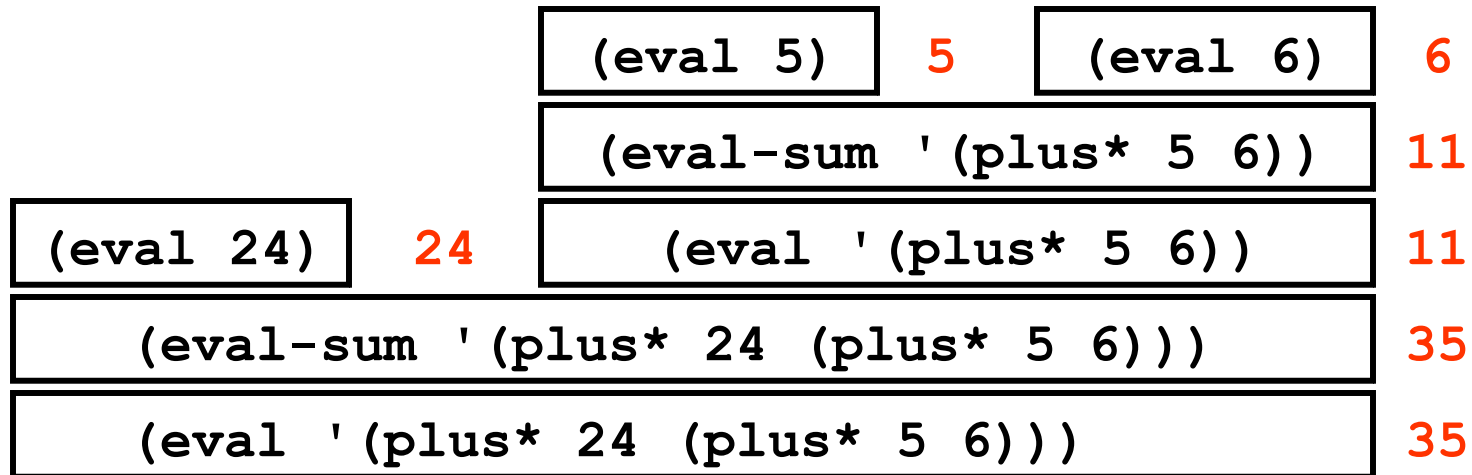 (eval 5) 5 (eval 6) 6
(eval-sum '(plus* 5 6)) 11
(eval 24) 24 (eval '(plus* 5 6)) 11
(eval-sum '(plus* 24 (plus* 5 6))) 35
(eval '(plus* 24 (plus* 5 6))) 35